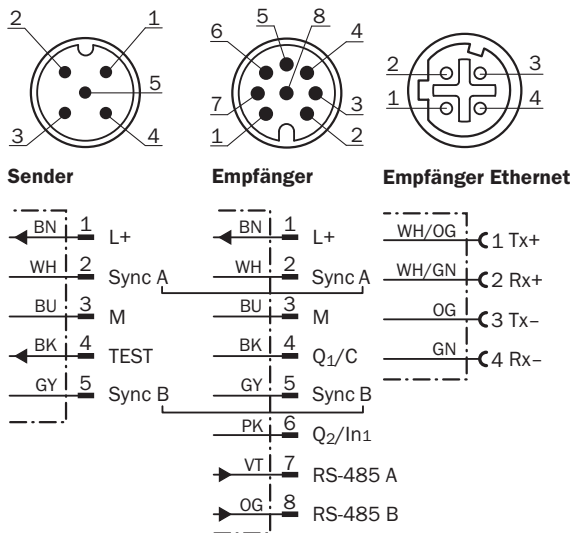 2 1
5
3 4
5 8
6 4
7 3
1 2
2 3
1 4
Sender
Empfänger
Empfänger Ethernet
BN 1 L+
WH 2 Sync A
BU 3 M
BK 4 TEST
GY 5 Sync B
BN 1 L+
WH 2 Sync A
BU 3 M
BK 4 Q1/C
GY 5 Sync B
PK 6 Q2/In1
VT 7 RS-485 A
OG 8 RS-485 B
WH/OG 1 Tx+
WH/GN 2 Rx+
OG 3 Tx–
GN 4 Rx–